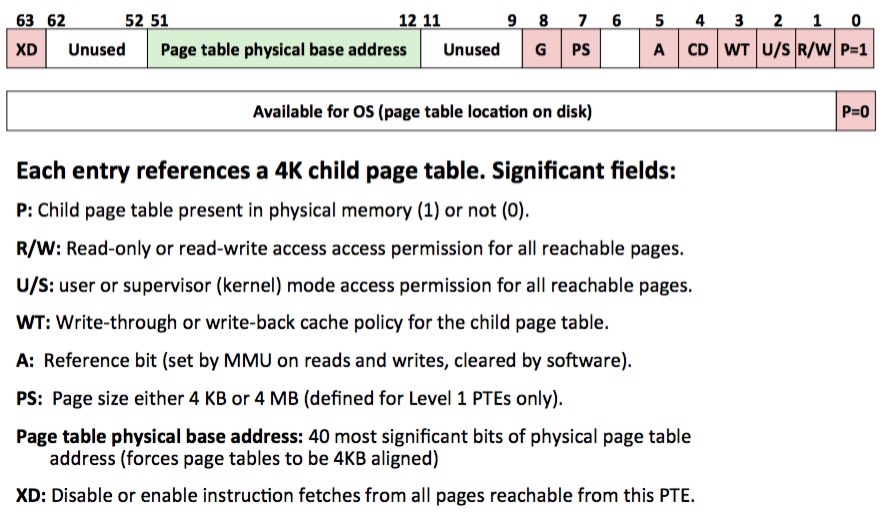 63 62 52 51 12 11 9 8 7 6 5 4 3 2 1 0
XD Unused Page table physical base address Unused G PS A CD WT U/S R/W P=1
Available for OS (page table location on disk) P=0
Each entry references a 4K child page table. Significant fields:
P: Child page table present in physical memory (1) or not (0).
R/W: Read-only or read-write access access permission for all reachable pages.
U/S: user or supervisor (kernel) mode access permission for all reachable pages.
WT: Write-through or write-back cache policy for the child page table.
A: Reference bit (set by MMU on reads and writes, cleared by software).
PS: Page size either 4 KB or 4 MB (defined for Level 1 PTEs only).
Page table physical base address: 40 most significant bits of physical page table
address (forces page tables to be 4KB aligned)
XD: Disable or enable instruction fetches from all pages reachable from this PTE.